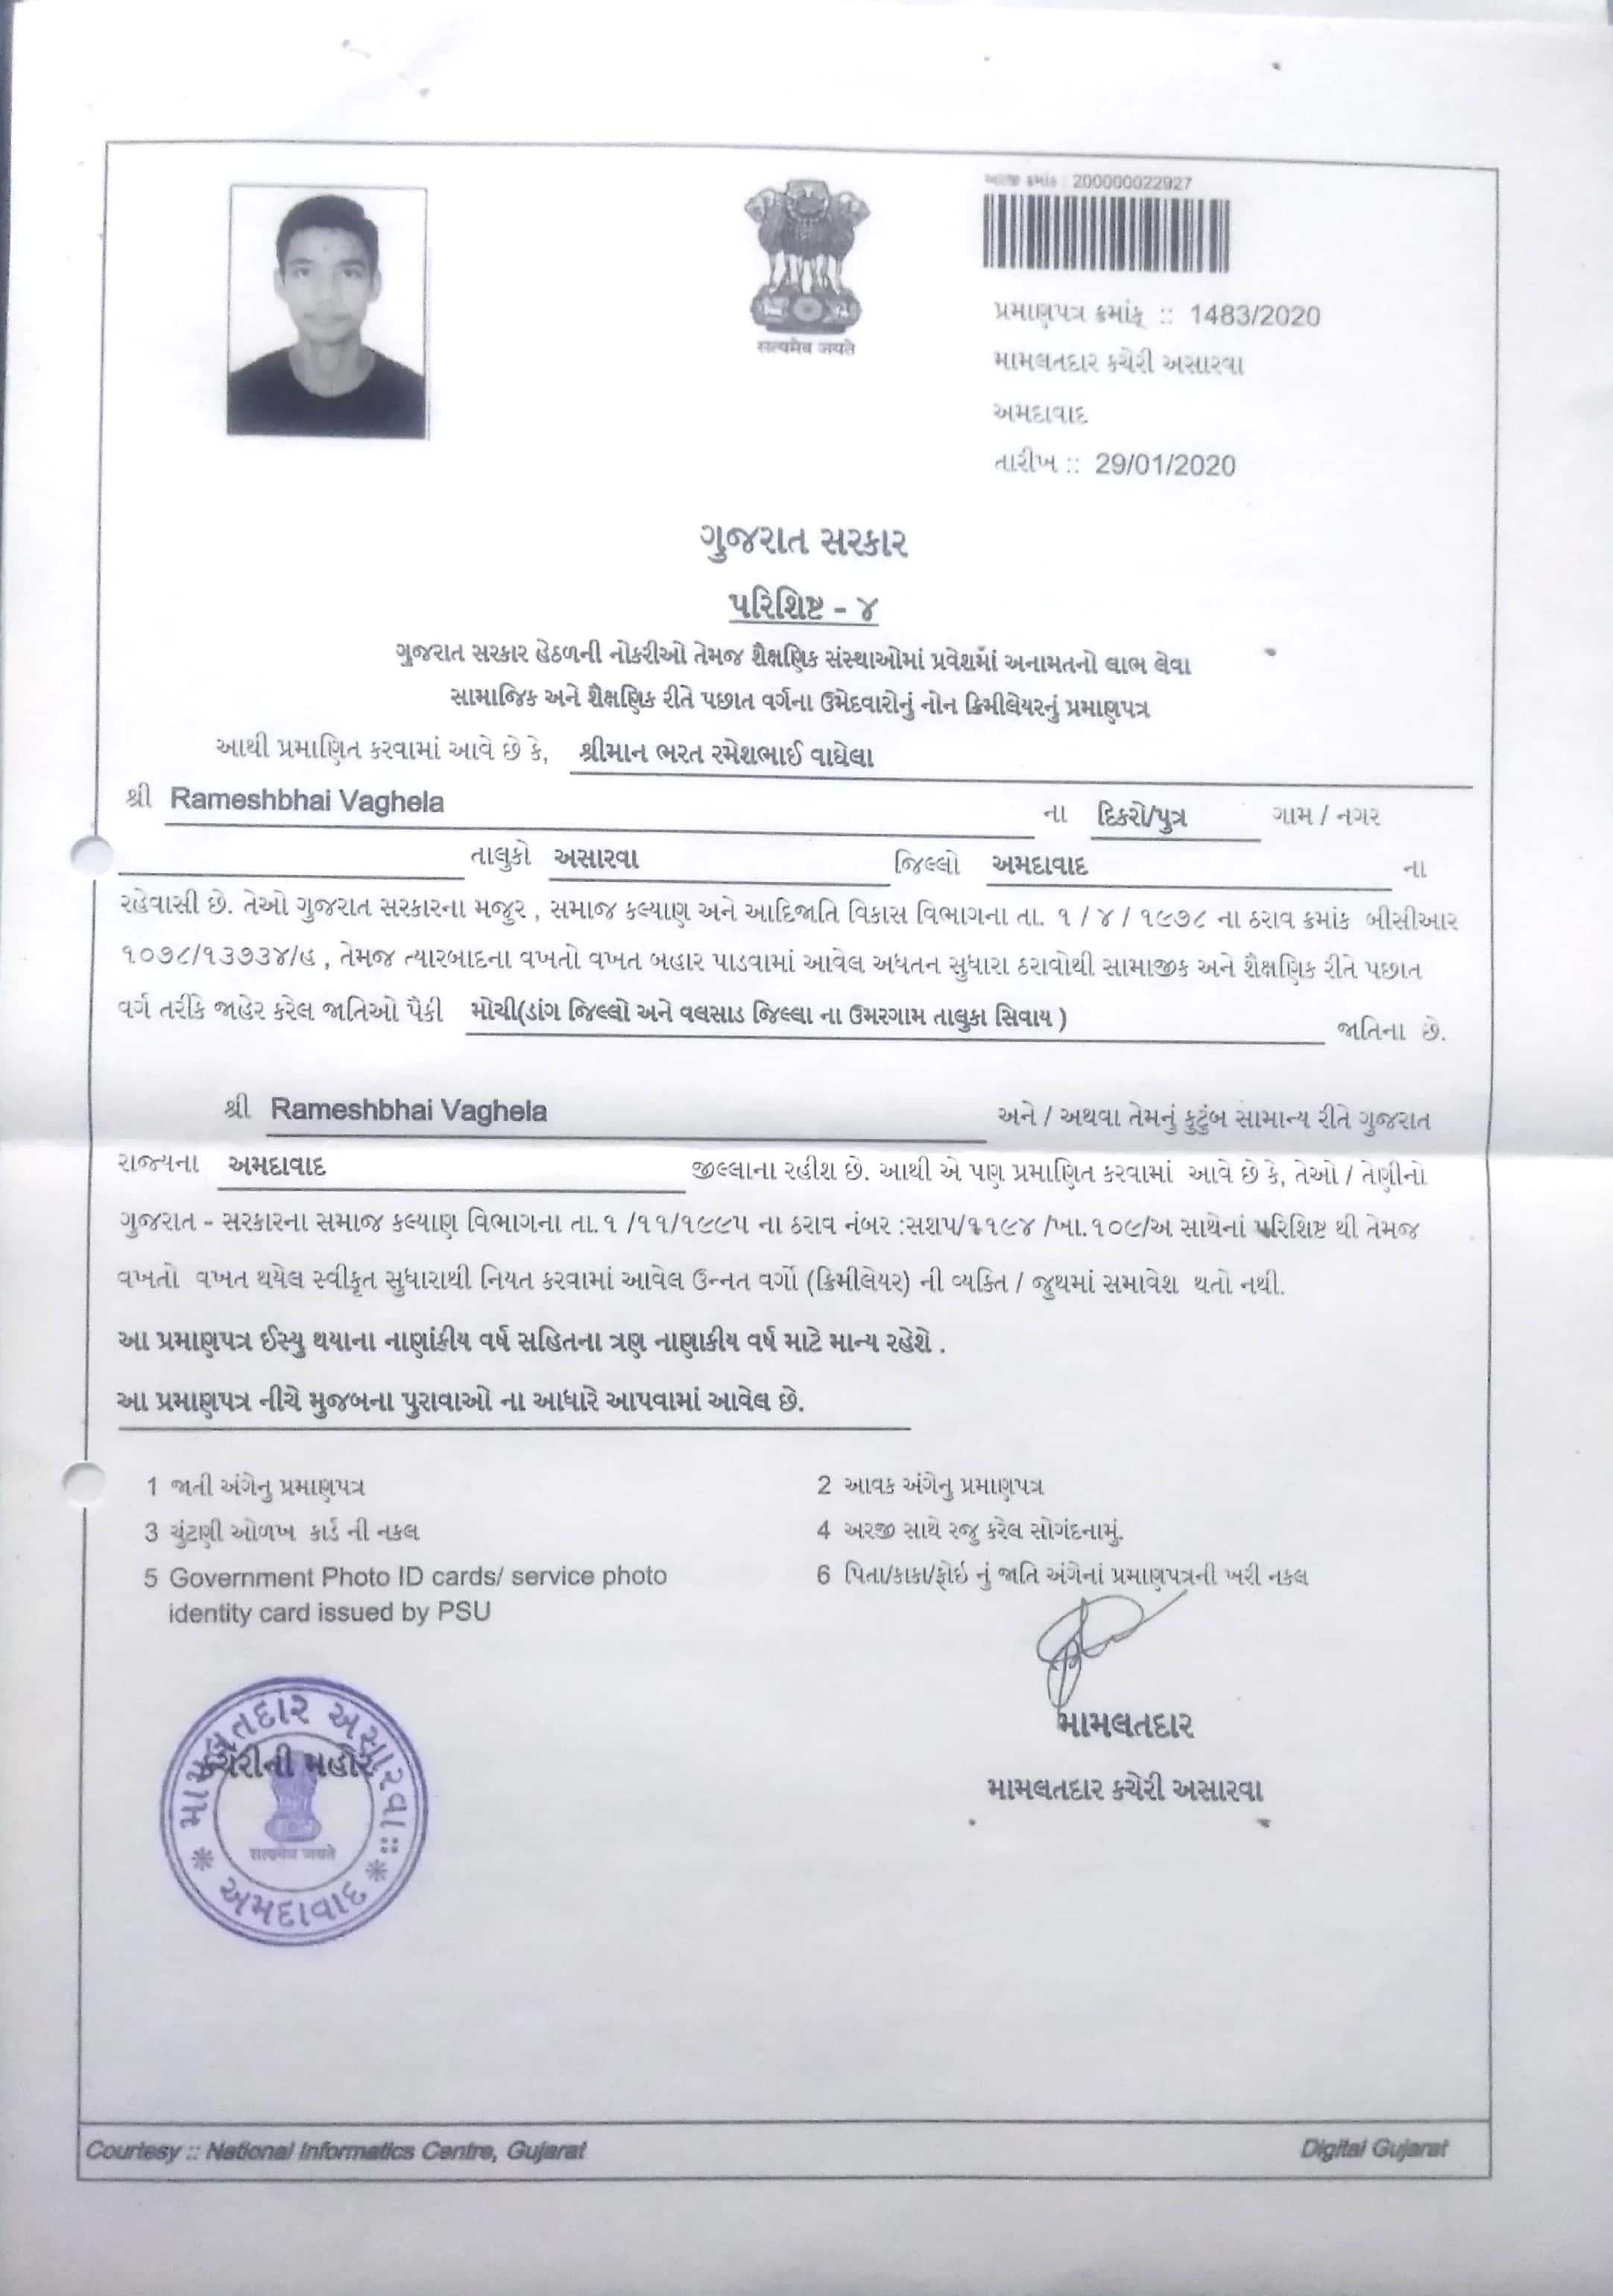 અરજી ક્રમાંક : 200000022927
सत्यमेव जयते
પ્રમાણપત્ર ક્રમાંક :: 1483/2020
મામલતદાર કચેરી અસારવા
અમદાવાદ
તારીખ :: 29/01/2020
ગુજરાત સરકાર
પરિશિષ્ટ - ૪
ગુજરાત સરકાર હેઠળની નોકરીઓ તેમજ શૈક્ષણિક સંસ્થાઓમાં પ્રવેશમાં અનામતનો લાભ લેવા
સામાજિક અને શૈક્ષણિક રીતે પછાત વર્ગના ઉમેદવારોનું નોન ક્રિમીલેયરનું પ્રમાણપત્ર
આથી પ્રમાણિત કરવામાં આવે છે કે, શ્રીમાન ભરત રમેશભાઈ વાઘેલા
શ્રી Rameshbhai Vaghela ના દિકરો/પુત્ર ગામ / નગર
તાલુકો અસારવા જિલ્લો અમદાવાદ ના
રહેવાસી છે. તેઓ ગુજરાત સરકારના મજુર , સમાજ કલ્યાણ અને આદિજાતિ વિકાસ વિભાગના તા. ૧ / ૪ / ૧૯૭૮ ના ઠરાવ ક્રમાંક બીસીઆર
૧૦૭૮/૧૩૭૩૪/હ , તેમજ ત્યારબાદના વખતો વખત બહાર પાડવામાં આવેલ અધતન સુધારા ઠરાવોથી સામાજીક અને શૈક્ષણિક રીતે પછાત
વર્ગ તરીકે જાહેર કરેલ જાતિઓ પૈકી મોચી(ડાંગ જિલ્લો અને વલસાડ જિલ્લા ના ઉમરગામ તાલુકા સિવાય ) જાતિના છે.
શ્રી Rameshbhai Vaghela અને / અથવા તેમનું કુટુંબ સામાન્ય રીતે ગુજરાત
રાજ્યના અમદાવાદ જીલ્લાના રહીશ છે. આથી એ પણ પ્રમાણિત કરવામાં આવે છે કે, તેઓ / તેણીનો
ગુજરાત - સરકારના સમાજ કલ્યાણ વિભાગના તા.૧ /૧૧/૧૯૯૫ ના ઠરાવ નંબર :સશપ/૧૧૯૪ /ખા.૧૦૯/અ સાથેનાં પરિશિષ્ટ થી તેમજ
વખતો વખત થયેલ સ્વીકૃત સુધારાથી નિયત કરવામાં આવેલ ઉન્નત વર્ગો (ક્રિમીલેયર) ની વ્યક્તિ / જુથમાં સમાવેશ થતો નથી.
આ પ્રમાણપત્ર ઈસ્યુ થયાના નાણાંકીય વર્ષ સહિતના ત્રણ નાણાકીય વર્ષ માટે માન્ય રહેશે .
આ પ્રમાણપત્ર નીચે મુજબના પુરાવાઓ ના આધારે આપવામાં આવેલ છે.
1 જાતી અંગેનુ પ્રમાણપત્ર
2 આવક અંગેનુ પ્રમાણપત્ર
3 ચુંટણી ઓળખ કાર્ડ ની નકલ
4 અરજી સાથે રજુ કરેલ સોગંદનામું.
5 Government Photo ID cards/ service photo
identity card issued by PSU
6 પિતા/કાકા/ફોઇ નું જાતિ અંગેનાં પ્રમાણપત્રની ખરી નકલ
મામલતદાર
મામલતદાર કચેરી અસારવા
કચેરીની મહોર
મામલતદાર અસારવા
सत्यमेव जयते
અમદાવાદ
Courtesy :: National Informatics Centre, Gujarat
Digital Gujarat